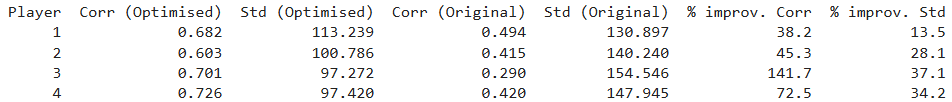 Player Corr (Optimised) Std (Optimised) Corr (Original) Std (Original) % improv. Corr % improv. Std
1 0.682 113.239 0.494 130.897 38.2 13.5
2 0.603 100.786 0.415 140.240 45.3 28.1
3 0.701 97.272 0.290 154.546 141.7 37.1
4 0.726 97.420 0.420 147.945 72.5 34.2